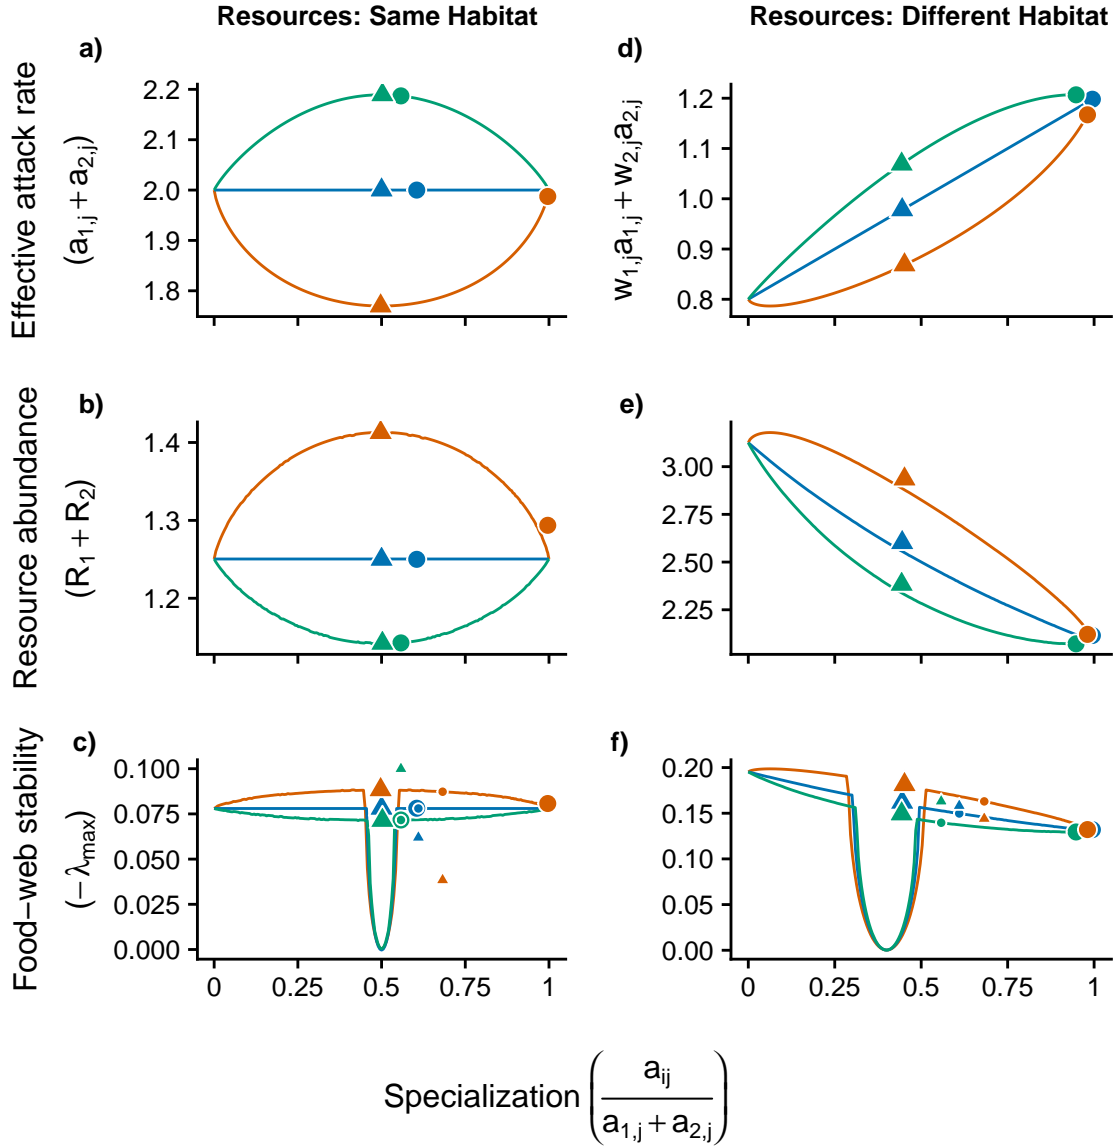 Resources: Same Habitat
Resources: Different Habitat
a)
d)
Effective attack rate
(a1,j + a2,j)
2.2
2.1
2.0
1.9
1.8
w1,ja1,j + w2,ja2,j
1.2
1.1
1.0
0.9
0.8
b)
e)
Resource abundance
(R1 + R2)
1.4
1.3
1.2
3.00
2.75
2.50
2.25
c)
f)
Food−web stability
(− λmax)
0.100
0.075
0.050
0.025
0.000
0.20
0.15
0.10
0.05
0.00
0 0.25 0.5 0.75 1
0 0.25 0.5 0.75 1
Specialization (aij / a1,j + a2,j)